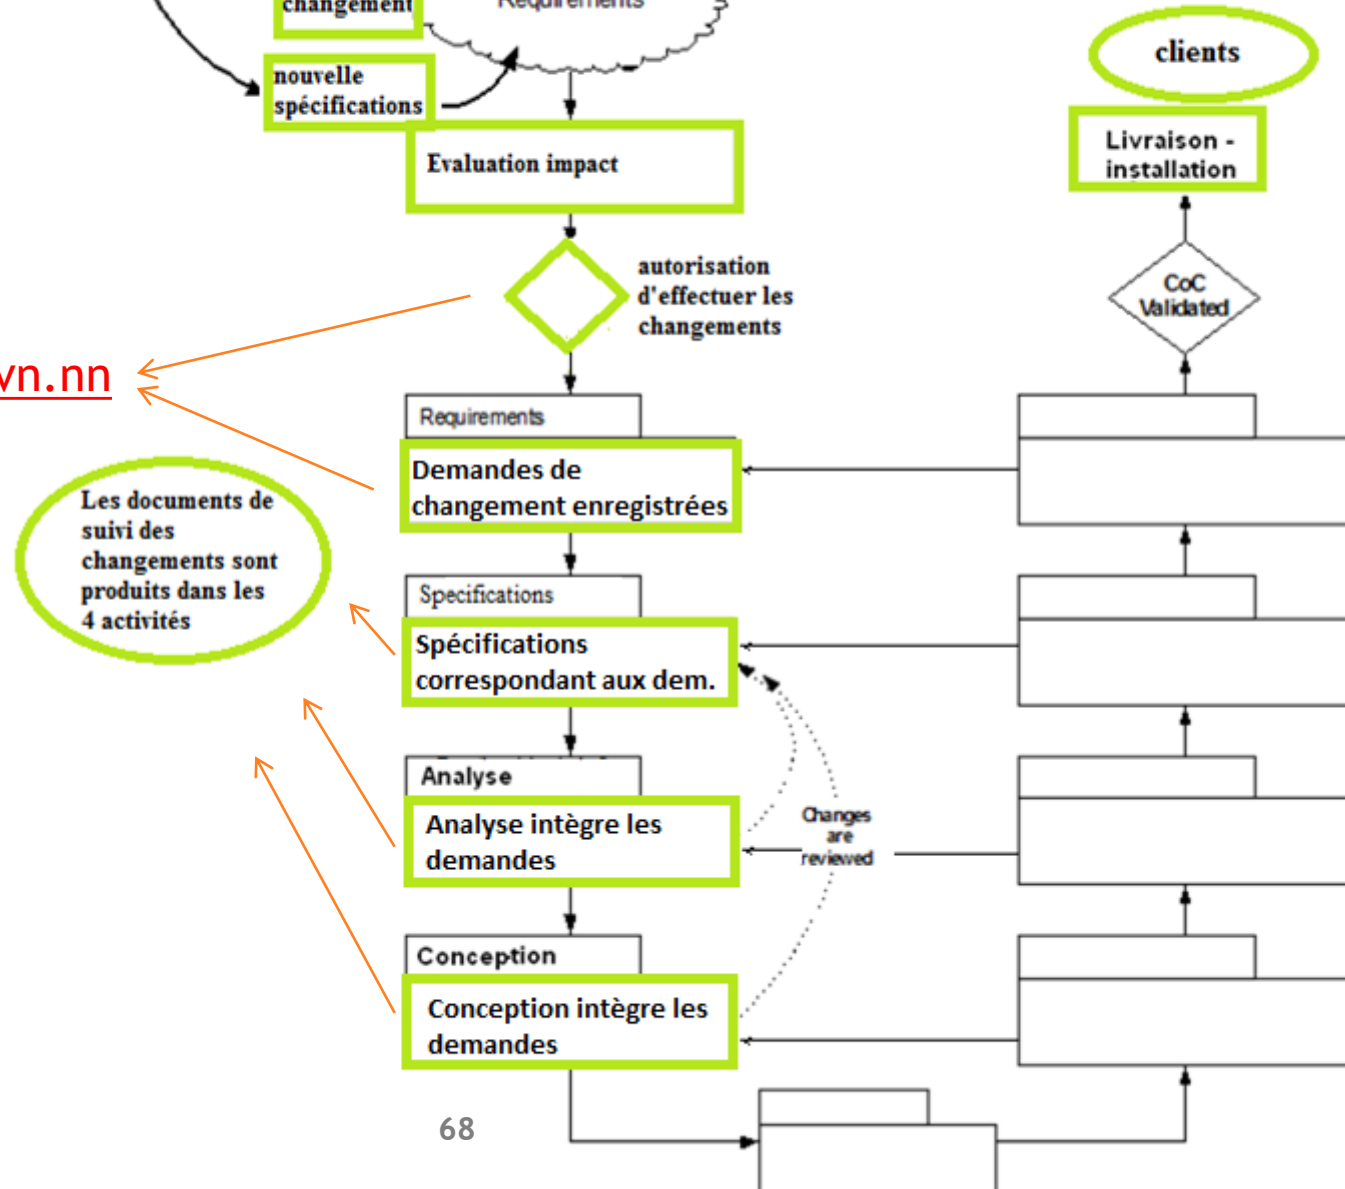 changement
Requirements
nouvelle
spécifications
Evaluation impact
autorisation
d'effectuer les
changements
vn.nn
Requirements
Demandes de
changement enregistrées
Les documents de
suivi des
changements sont
produits dans les
4 activités
Specifications
Spécifications
correspondant aux dem.
Analyse
Analyse intègre les
demandes
Changes
are
reviewed
Conception
Conception intègre les
demandes
68
clients
Livraison -
installation
CoC
Validated